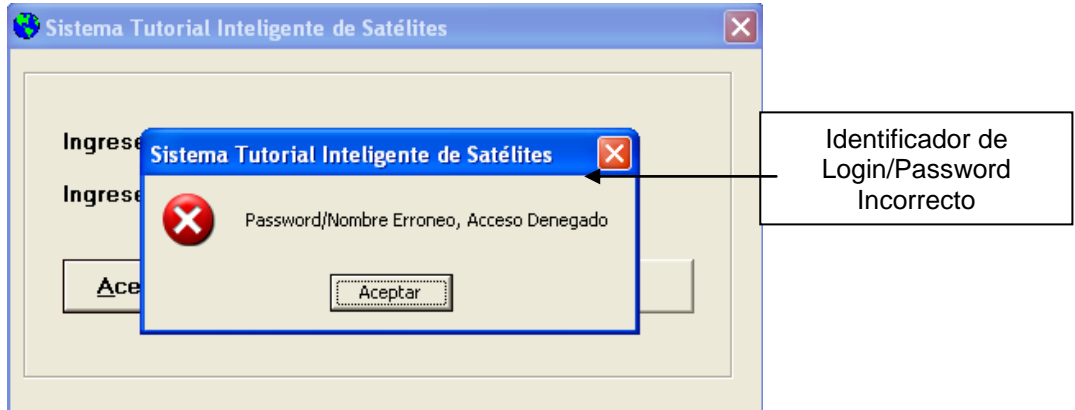 Sistema Tutorial Inteligente de Satélites
Ingrese
Sistema Tutorial Inteligente de Satélites
Ingrese
Password/Nombre Erroneo, Acceso Denegado
Ace
Aceptar
Identificador de
Login/Password
Incorrecto